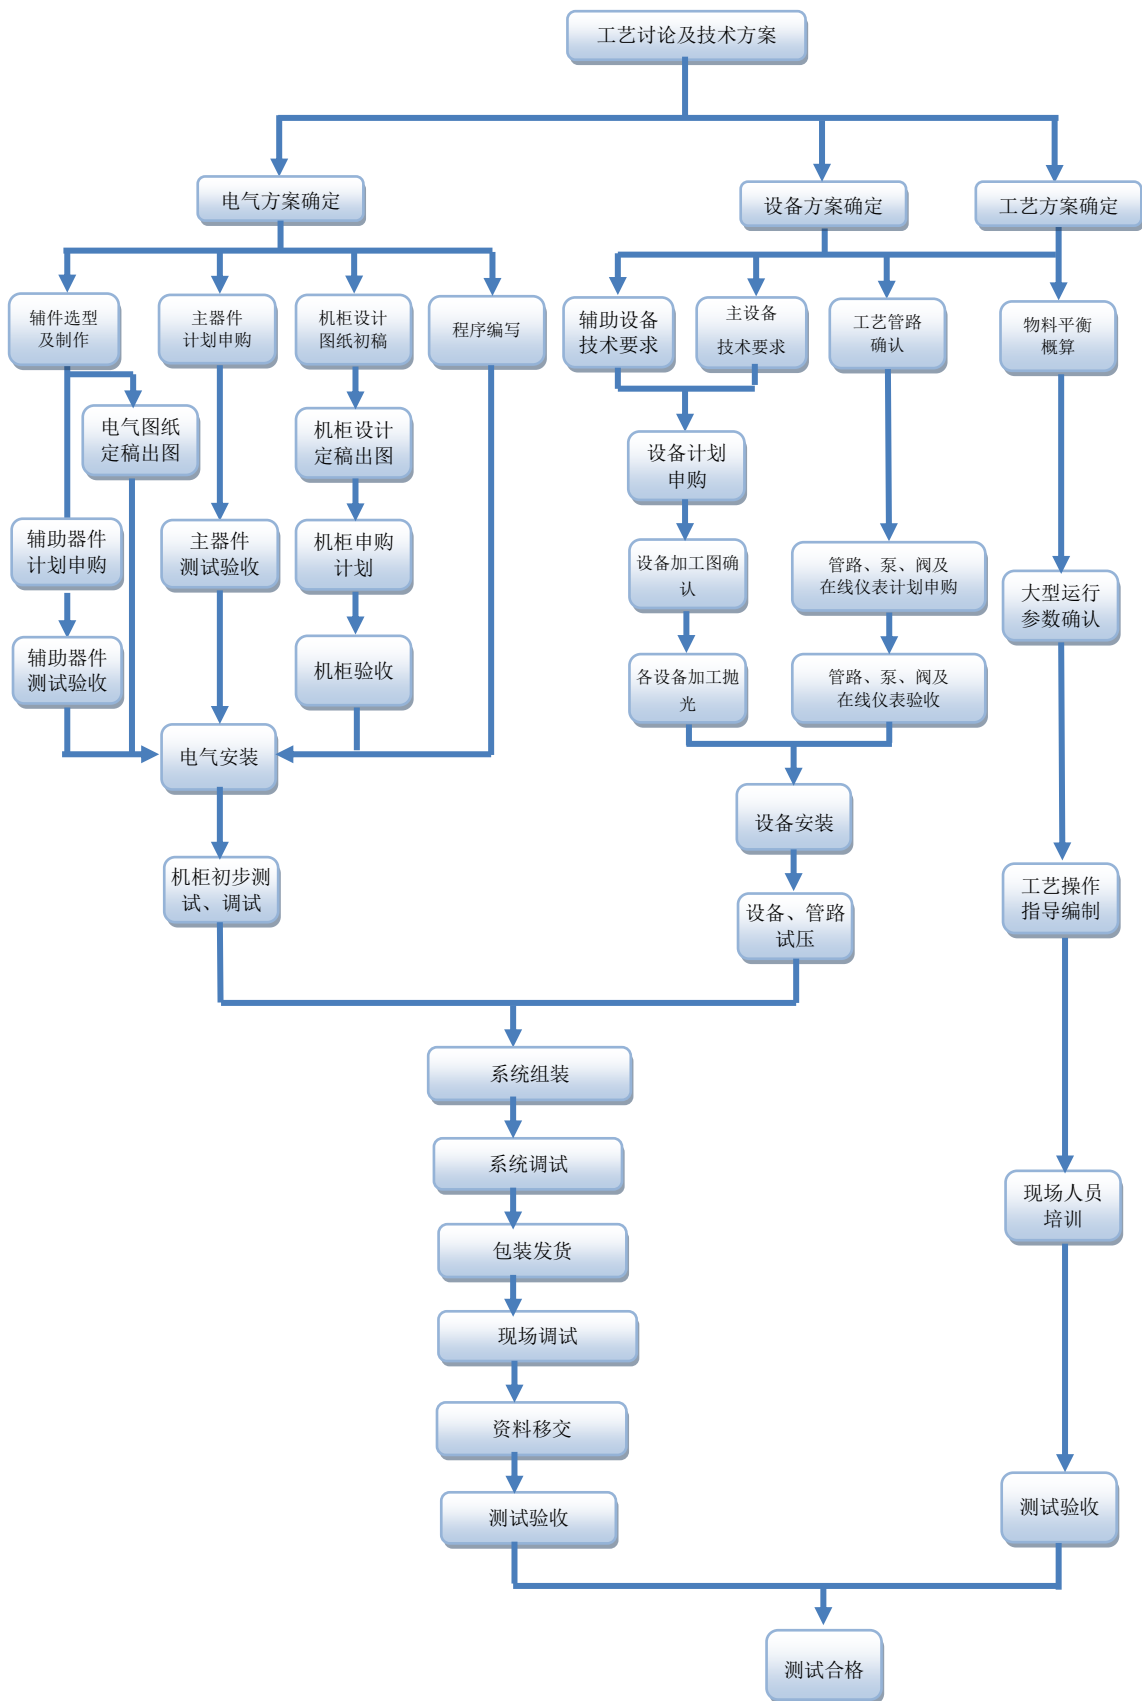 工艺讨论及技术方案
电气方案确定
设备方案确定
工艺方案确定
辅件选型
及制作
主器件
计划申购
机柜设计
图纸初稿
程序编写
辅助设备
技术要求
主设备
技术要求
工艺管路
确认
物料平衡
概算
电气图纸
定稿出图
机柜设计
定稿出图
设备计划
申购
辅助器件
计划申购
主器件
测试验收
机柜申购
计划
设备加工图确
认
管路、泵、阀及
在线仪表计划申购
大型运行
参数确认
辅助器件
测试验收
机柜验收
各设备加工抛
光
管路、泵、阀及
在线仪表验收
电气安装
设备安装
机柜初步测
试、调试
设备、管路
试压
工艺操作
指导编制
系统组装
系统调试
现场人员
培训
包装发货
现场调试
资料移交
测试验收
测试验收
测试合格